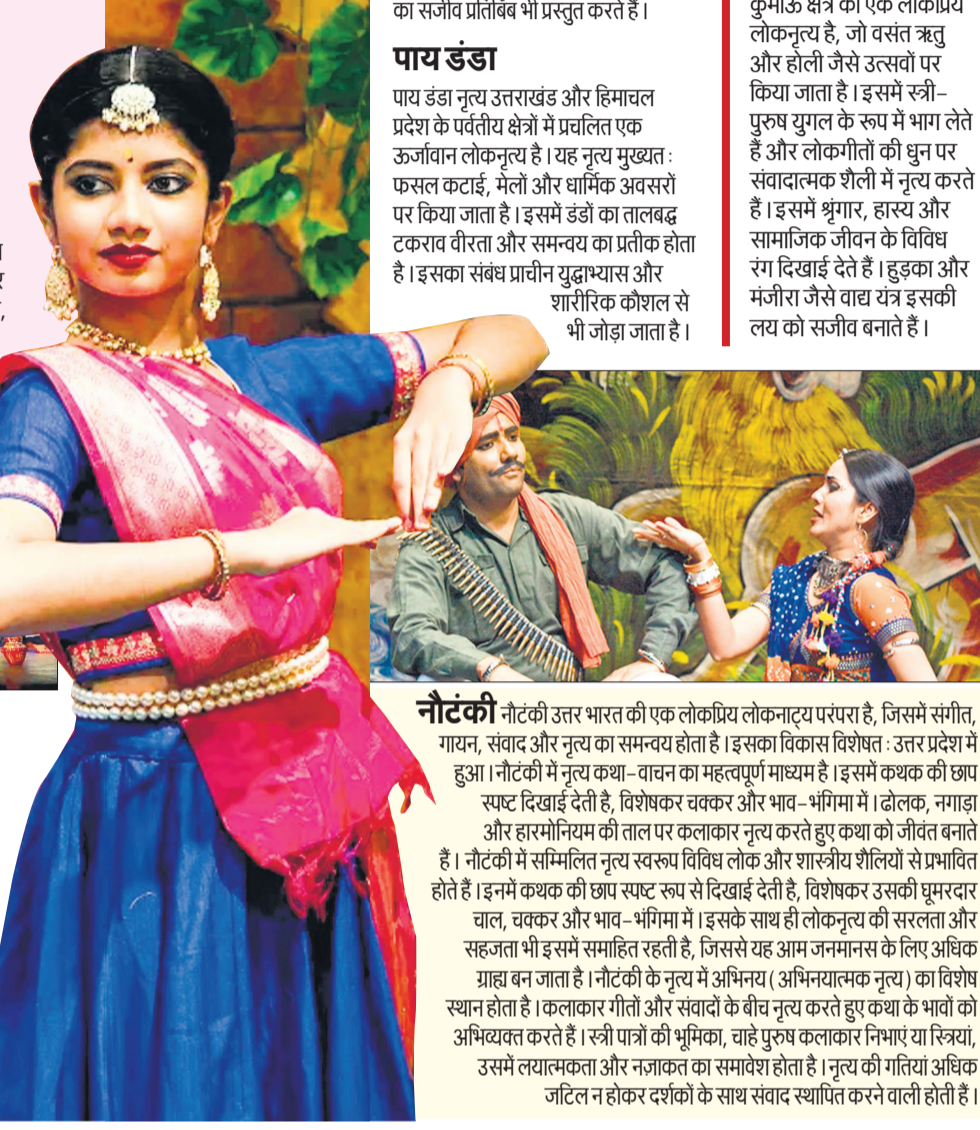 का सजीव प्रतिबिंब भी प्रस्तुत करते हैं।
पाय डंडा
पाय डंडा नृत्य उत्तराखंड और हिमाचल
प्रदेश के पर्वतीय क्षेत्रों में प्रचलित एक
ऊर्जावान लोकनृत्य है। यह नृत्य मुख्यत:
फसल कटाई, मेलों और धार्मिक अवसरों
पर किया जाता है। इसमें डंडों का तालबद्ध
टकराव वीरता और समन्वय का प्रतीक होता
है। इसका संबंध प्राचीन युद्धाभ्यास और
शारीरिक कौशल से
भी जोड़ा जाता है।
कुमाऊं क्षेत्र का एक लोकप्रिय
लोकनृत्य है, जो वसंत ऋतु
और होली जैसे उत्सवों पर
किया जाता है। इसमें स्त्री-
पुरुष युगल के रूप में भाग लेते
हैं और लोकगीतों की धुन पर
संवादात्मक शैली में नृत्य करते
हैं। इसमें श्रृंगार, हास्य और
सामाजिक जीवन के विविध
रंग दिखाई देते हैं। हुड़का और
मंजीरा जैसे वाद्य यंत्र इसकी
लय को सजीव बनाते हैं।
नौटंकी नौटंकी उत्तर भारत की एक लोकप्रिय लोकनाट्य परंपरा है, जिसमें संगीत,
गायन, संवाद और नृत्य का समन्वय होता है। इसका विकास विशेषत: उत्तर प्रदेश में
हुआ। नौटंकी में नृत्य कथा-वाचन का महत्वपूर्ण माध्यम है। इसमें कथक की छाप
स्पष्ट दिखाई देती है, विशेषकर चक्कर और भाव-भंगिमा में। ढोलक, नगाड़ा
और हारमोनियम की ताल पर कलाकार नृत्य करते हुए कथा को जीवंत बनाते
हैं। नौटंकी में सम्मिलित नृत्य स्वरूप विविध लोक और शास्त्रीय शैलियों से प्रभावित
होते हैं। इनमें कथक की छाप स्पष्ट रूप से दिखाई देती है, विशेषकर उसकी घूमरदार
चाल, चक्कर और भाव-भंगिमा में। इसके साथ ही लोकनृत्य की सरलता और
सहजता भी इसमें समाहित रहती है, जिससे यह आम जनमानस के लिए अधिक
ग्राह्य बन जाता है। नौटंकी के नृत्य में अभिनय (अभिनयात्मक नृत्य) का विशेष
स्थान होता है। कलाकार गीतों और संवादों के बीच नृत्य करते हुए कथा के भावों को
अभिव्यक्त करते हैं। स्त्री पात्रों की भूमिका, चाहे पुरुष कलाकार निभाएं या स्त्रियां,
उसमें लयात्मकता और नज़ाकत का समावेश होता है। नृत्य की गतियां अधिक
जटिल न होकर दर्शकों के साथ संवाद स्थापित करने वाली होती हैं।